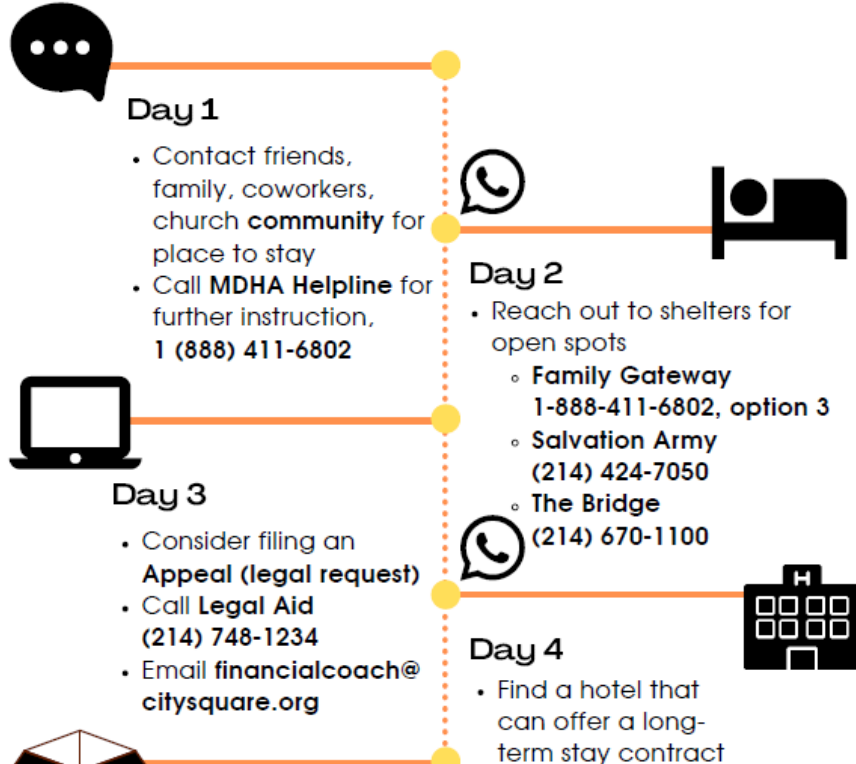 Day 1
• Contact friends,
family, coworkers,
church community for
place to stay
• Call MDHA Helpline for
further instruction,
1 (888) 411-6802
Day 2
• Reach out to shelters for
open spots
◦ Family Gateway
1-888-411-6802, option 3
◦ Salvation Army
(214) 424-7050
◦ The Bridge
(214) 670-1100
Day 3
• Consider filing an
Appeal (legal request)
• Call Legal Aid
(214) 748-1234
• Email financialcoach@
citysquare.org
H
Day 4
• Find a hotel that
can offer a long-
term stay contract